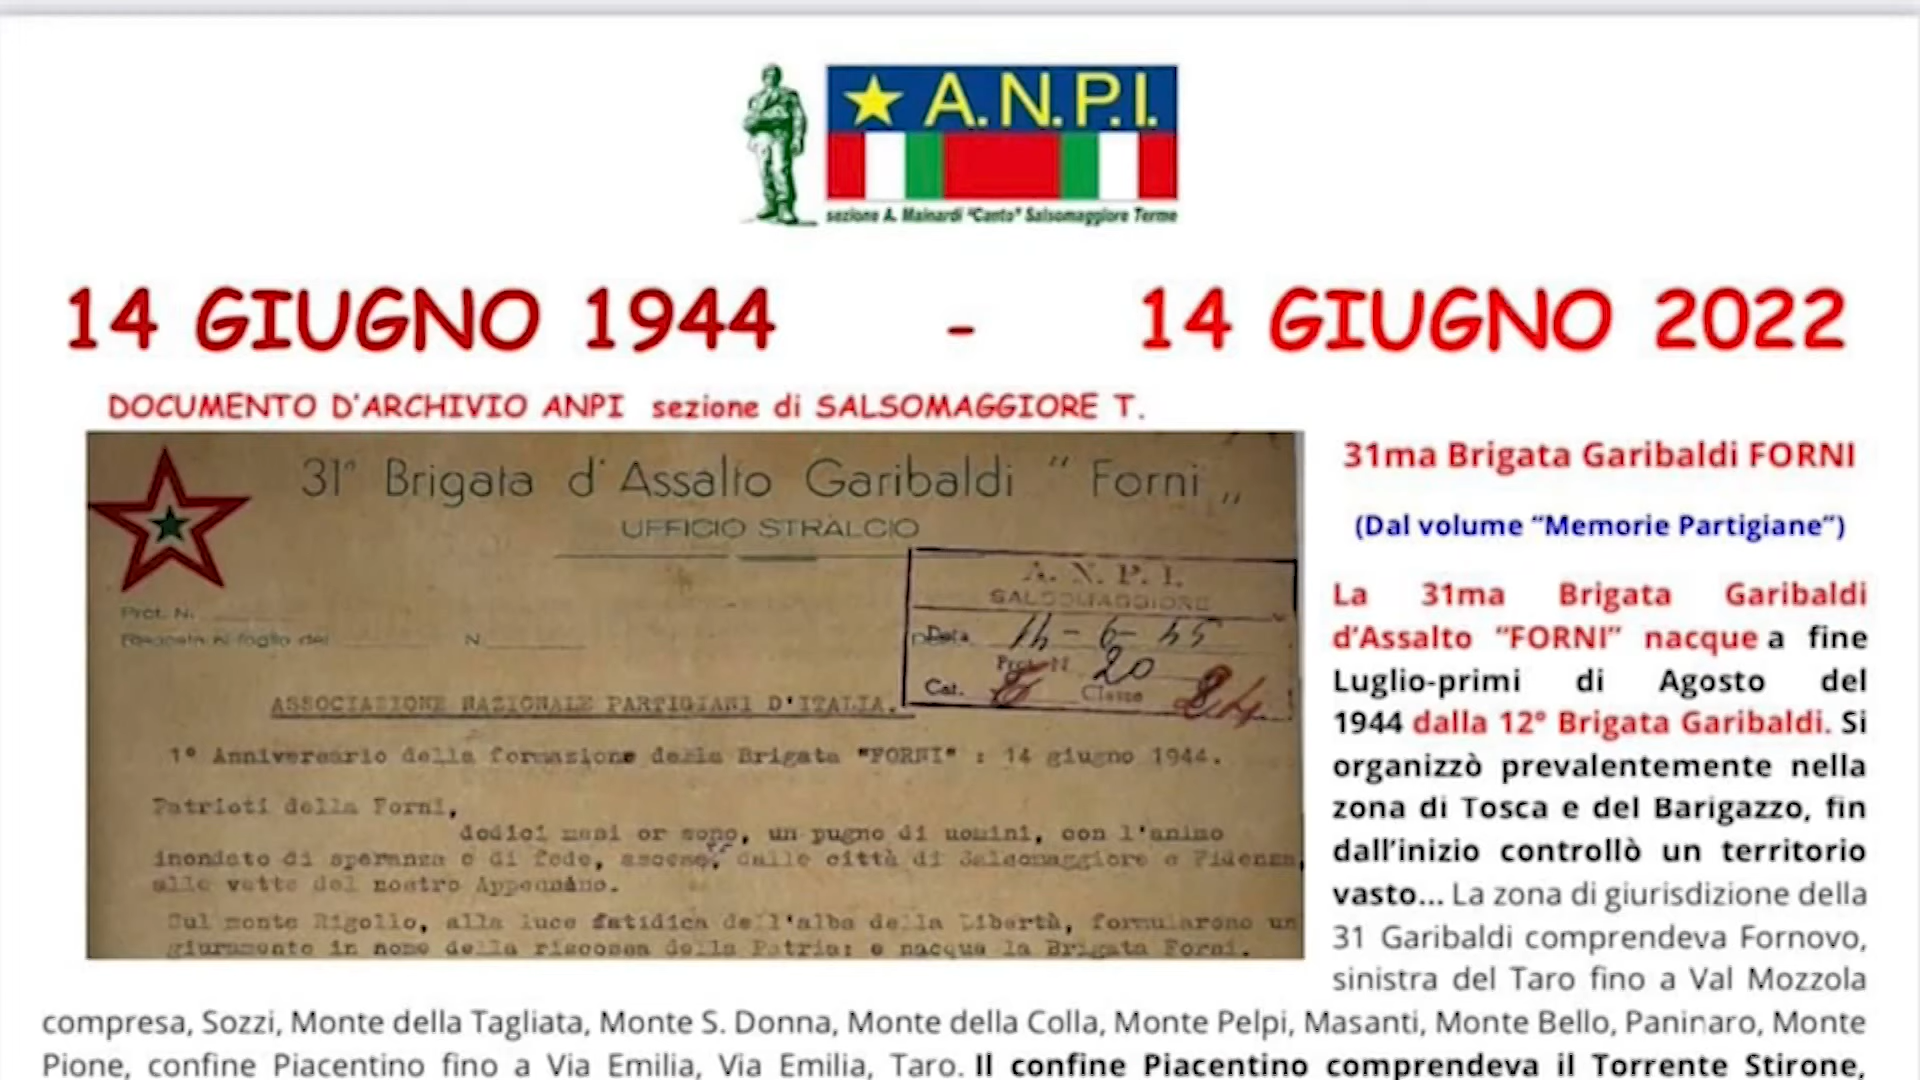 A.N.P.I.
sezione A. Mainardi "Canto" Salsomaggiore Terme
14 GIUGNO 1944 - 14 GIUGNO 2022
DOCUMENTO D'ARCHIVIO ANPI sezione di SALSOMAGGIORE T.
31ª Brigata d'Assalto Garibaldi "Forni"
UFFICIO STRALCIO
A. N. P. I.
SALSOMAGGIORE
Prot. N.
Risposta al foglio del N.
Data 14-6-45
Prot. N. 20
Cat. Classe
ASSOCIAZIONE NAZIONALE PARTIGIANI D'ITALIA.
1° Anniversario della formazione della Brigata "FORNI" : 14 giugno 1944.
Patrioti della Forni,
dodici mesi or sono, un pugno di uomini, con l'animo
inondato di speranza e di fede, ascese, dalle città di Salsomaggiore e Fidenza,
alle vette del nostro Appennino.
Sul monte Rigollo, alla luce fatidica dell'alba della Libertà, formularono un
giuramento in nome della riscossa della Patria: e nacque la Brigata Forni.
31ma Brigata Garibaldi FORNI
(Dal volume “Memorie Partigiane”)
La 31ma Brigata Garibaldi
d’Assalto “FORNI” nacque a fine
Luglio-primi di Agosto del
1944 dalla 12° Brigata Garibaldi. Si
organizzò prevalentemente nella
zona di Tosca e del Barigazzo, fin
dall’inizio controllò un territorio
vasto… La zona di giurisdizione della
31 Garibaldi comprendeva Fornovo,
sinistra del Taro fino a Val Mozzola
compresa, Sozzi, Monte della Tagliata, Monte S. Donna, Monte della Colla, Monte Pelpi, Masanti, Monte Bello, Paninaro, Monte
Pione, confine Piacentino fino a Via Emilia, Via Emilia, Taro. Il confine Piacentino comprendeva il Torrente Stirone,